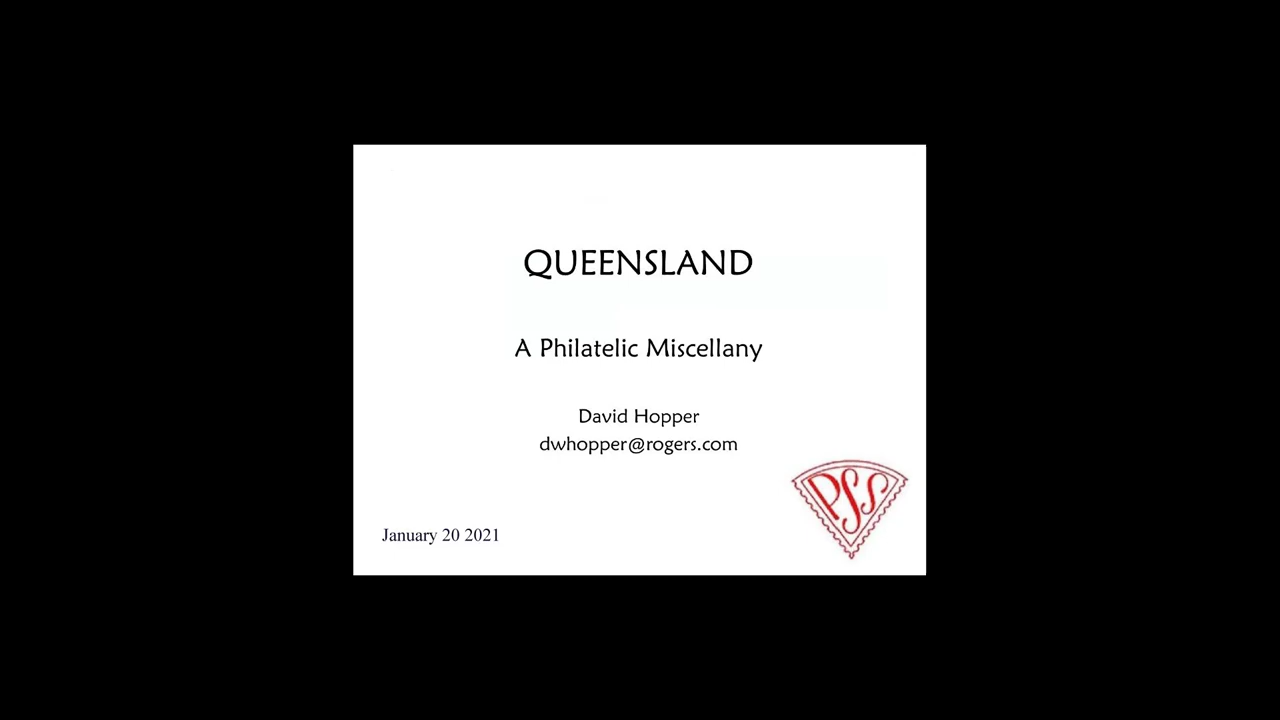 QUEENSLAND
A Philatelic Miscellany
David Hopper
dwhopper@rogers.com
PSS
January 20 2021